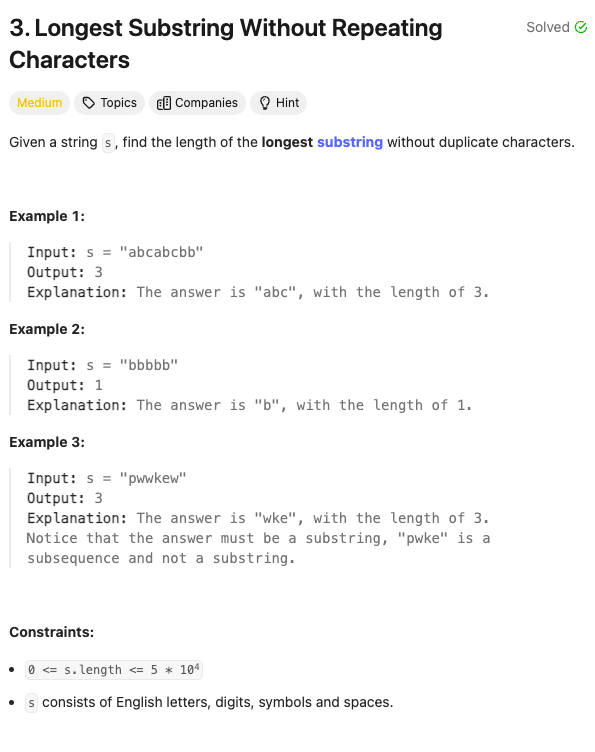 3. Longest Substring Without Repeating
Characters
Solved
Medium Topics Companies Hint
Given a string s, find the length of the longest substring without duplicate characters.
Example 1:
Input: s = "abcabcbb"
Output: 3
Explanation: The answer is "abc", with the length of 3.
Example 2:
Input: s = "bbbbb"
Output: 1
Explanation: The answer is "b", with the length of 1.
Example 3:
Input: s = "pwwkew"
Output: 3
Explanation: The answer is "wke", with the length of 3.
Notice that the answer must be a substring, "pwke" is a
subsequence and not a substring.
Constraints:
• 0 <= s.length <= 5 * 10⁴
• s consists of English letters, digits, symbols and spaces.